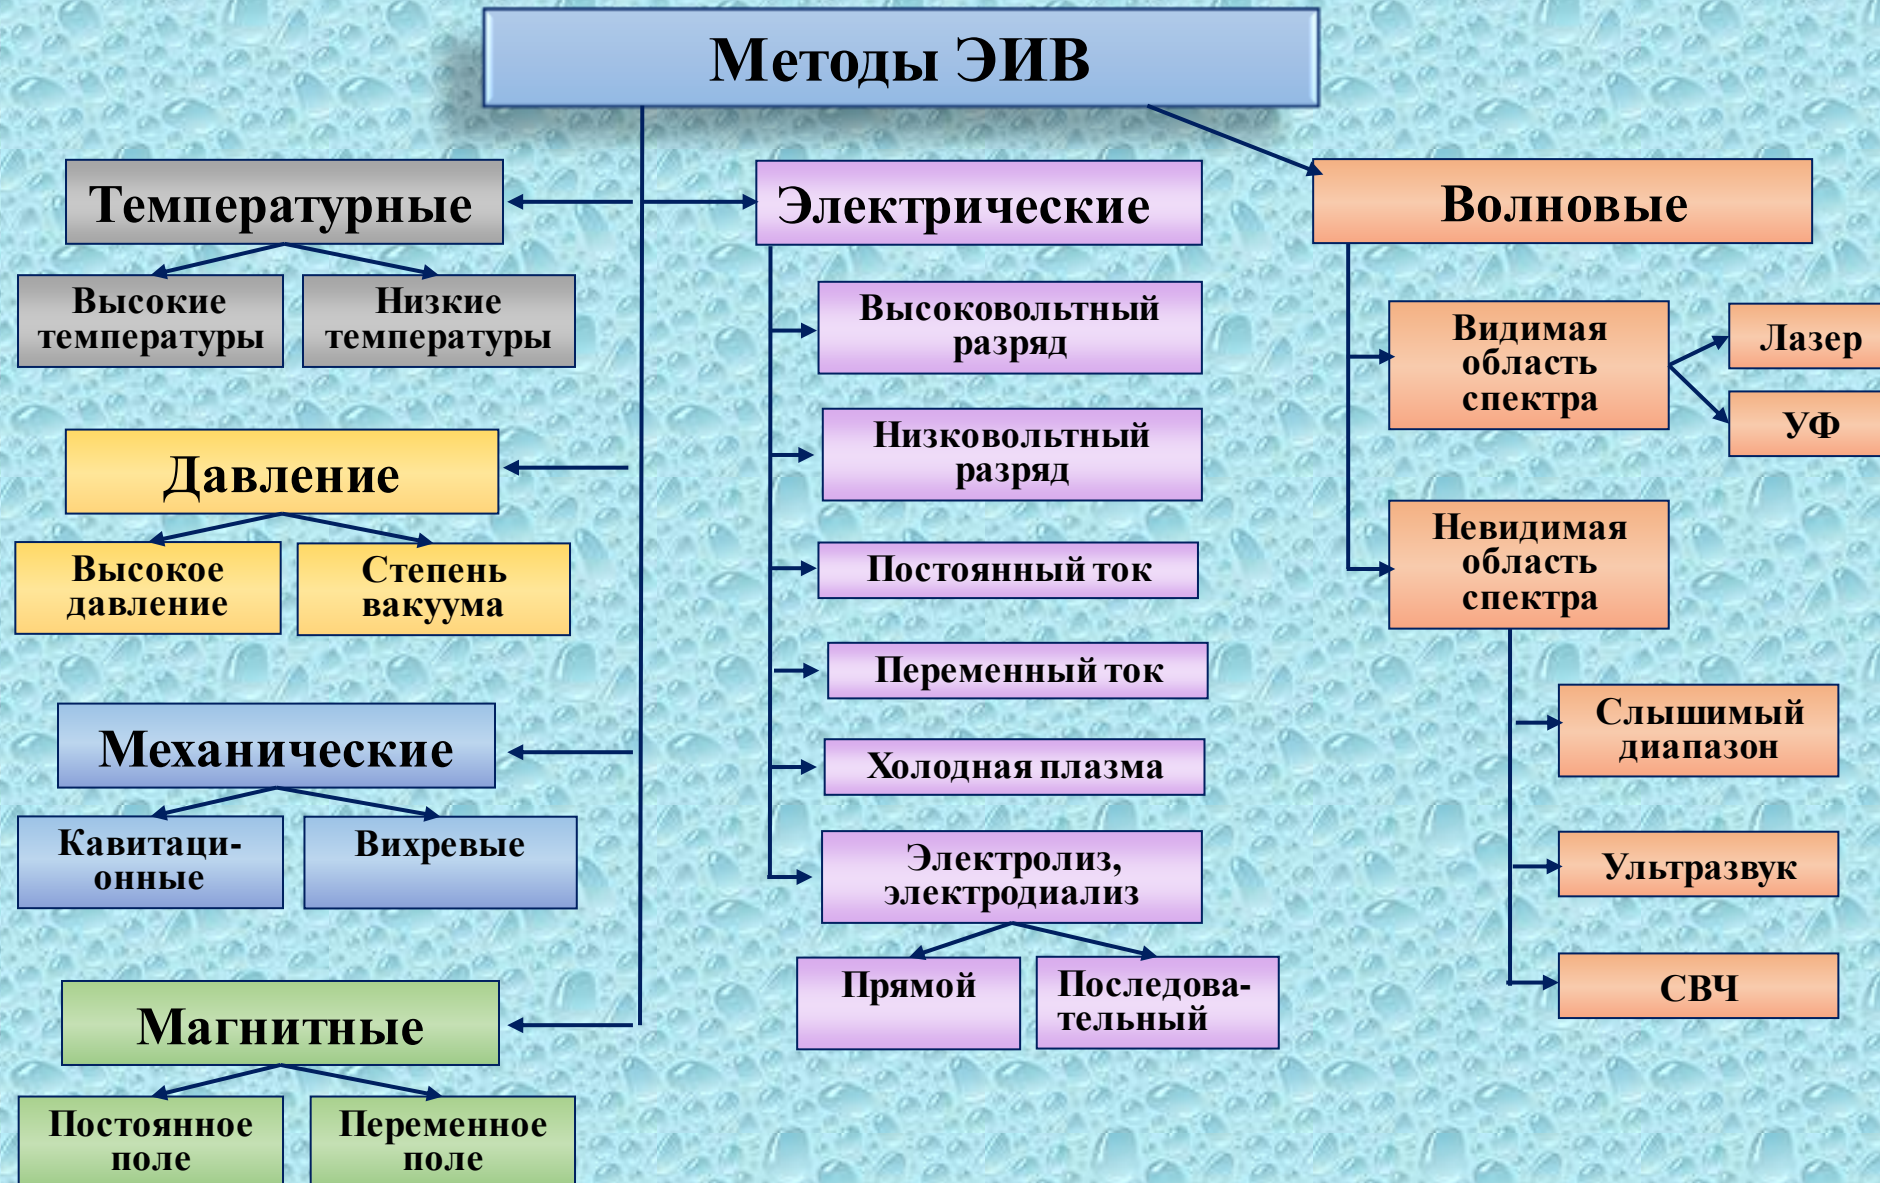 Методы ЭИВ
Температурные
Высокие
температуры
Низкие
температуры
Давление
Высокое
давление
Степень
вакуума
Механические
Кавитаци-
онные
Вихревые
Магнитные
Постоянное
поле
Переменное
поле
Электрические
Высоковольтный
разряд
Низковольтный
разряд
Постоянный ток
Переменный ток
Холодная плазма
Электролиз,
электродиализ
Прямой
Последова-
тельный
Волновые
Видимая
область
спектра
Лазер
УФ
Невидимая
область
спектра
Слышимый
диапазон
Ультразвук
СВЧ